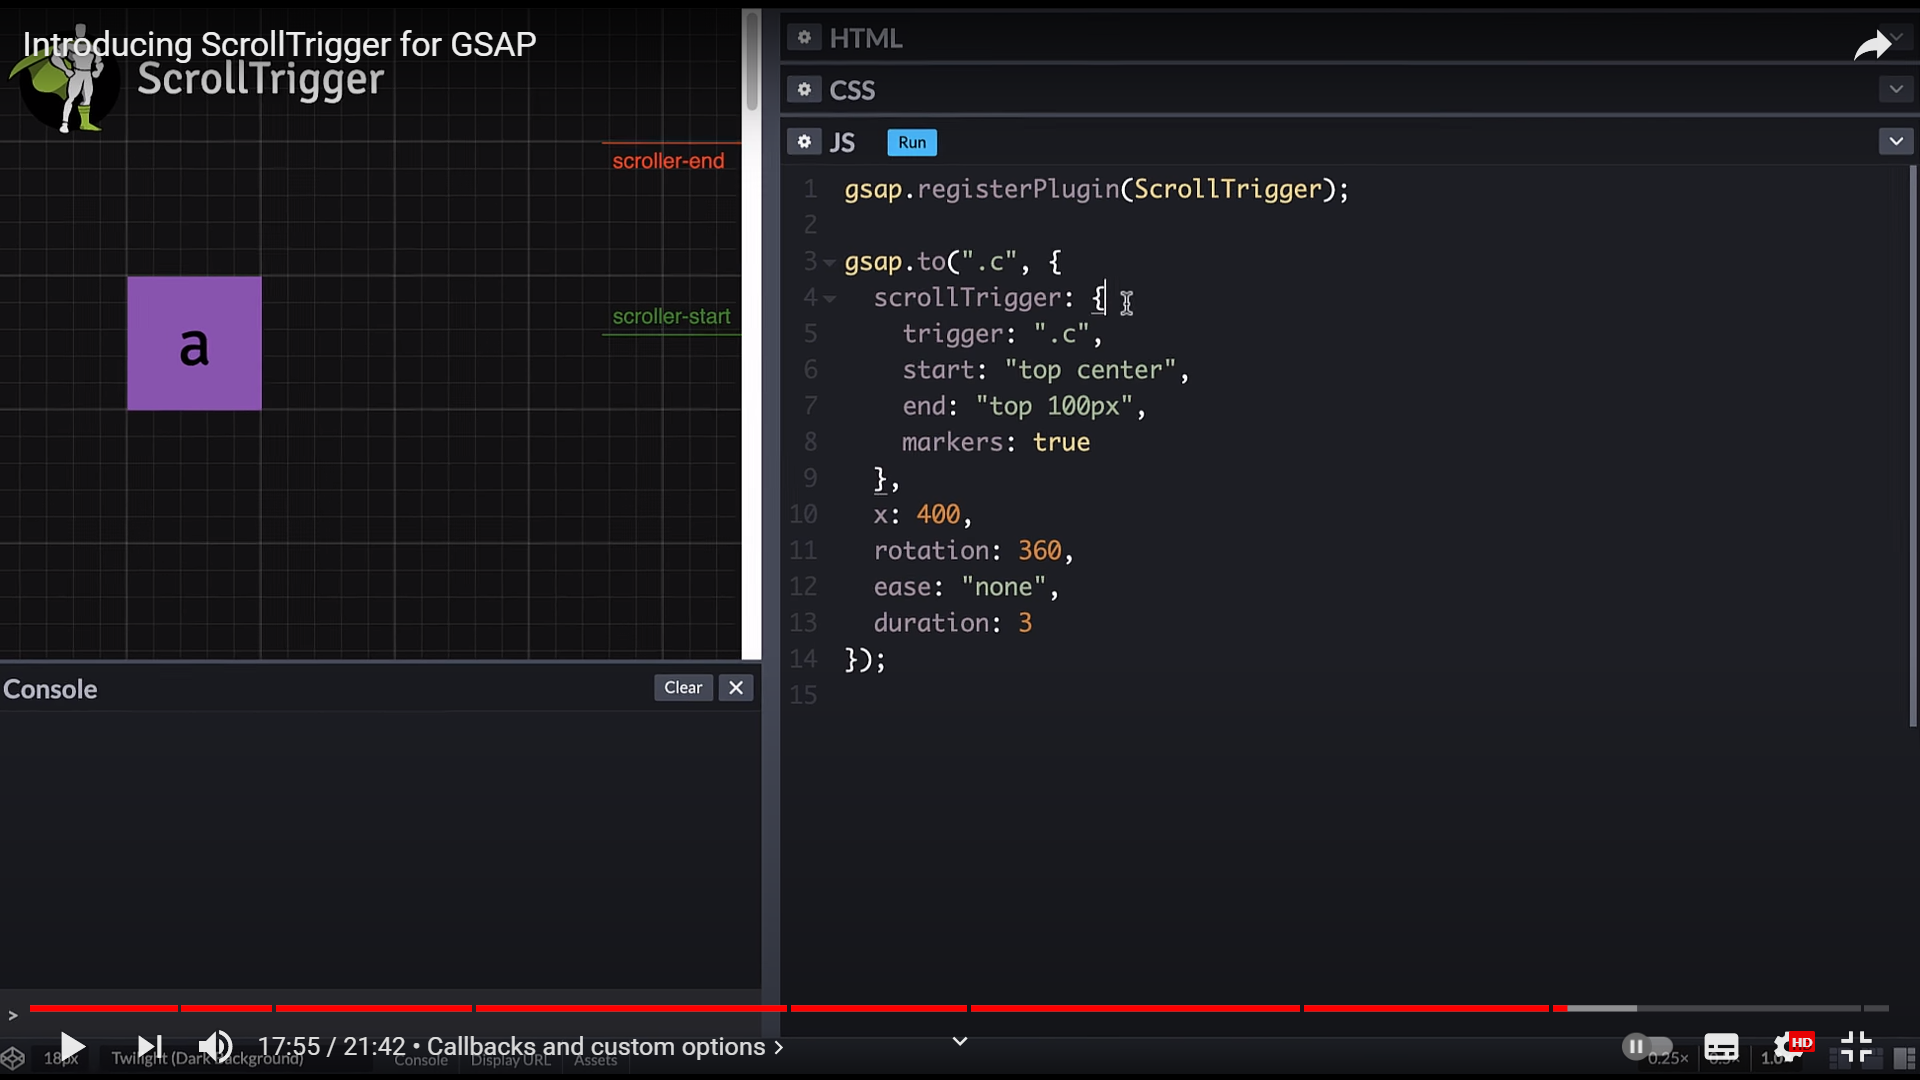 Introducing ScrollTrigger for GSAP
ScrollTrigger
scroller-end
a
scroller-start
HTML
CSS
JS
Run
1 gsap.registerPlugin(ScrollTrigger);
2
3 gsap.to(".c", {
4 scrollTrigger: {
5 trigger: ".c",
6 start: "top center",
7 end: "top 100px",
8 markers: true
9 },
10 x: 400,
11 rotation: 360,
12 ease: "none",
13 duration: 3
14 });
15
Console
Clear
>
17:55 / 21:42 • Callbacks and custom options
Twilight (Dark Background)
Console
Display URL
Assets
0.25×
HD